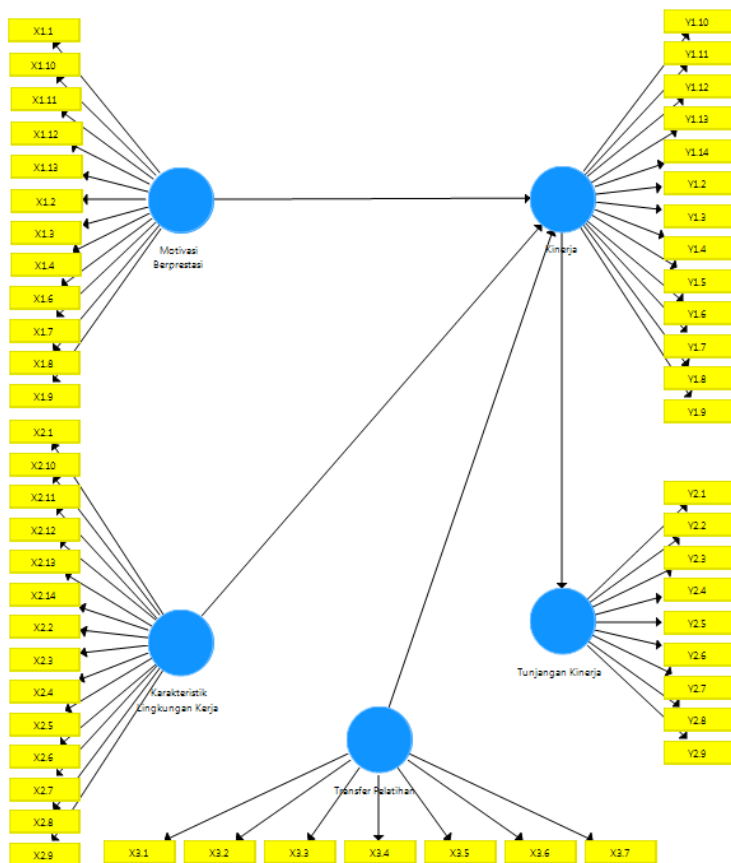 X1.1
X1.10
X1.11
X1.12
X1.13
X1.2
X1.3
X1.4
X1.6
X1.7
X1.8
X1.9
Motivasi
Berprestasi
Y1.10
Y1.11
Y1.12
Y1.13
Y1.14
Y1.2
Y1.3
Y1.4
Y1.5
Y1.6
Y1.7
Y1.8
Y1.9
Kinerja
X2.1
X2.10
X2.11
X2.12
X2.13
X2.14
X2.2
X2.3
X2.4
X2.5
X2.6
X2.7
X2.8
X2.9
Karakteristik
Lingkungan Kerja
Y2.1
Y2.2
Y2.3
Y2.4
Y2.5
Y2.6
Y2.7
Y2.8
Y2.9
Tunjangan Kinerja
Transfer Pelatihan
X3.1
X3.2
X3.3
X3.4
X3.5
X3.6
X3.7